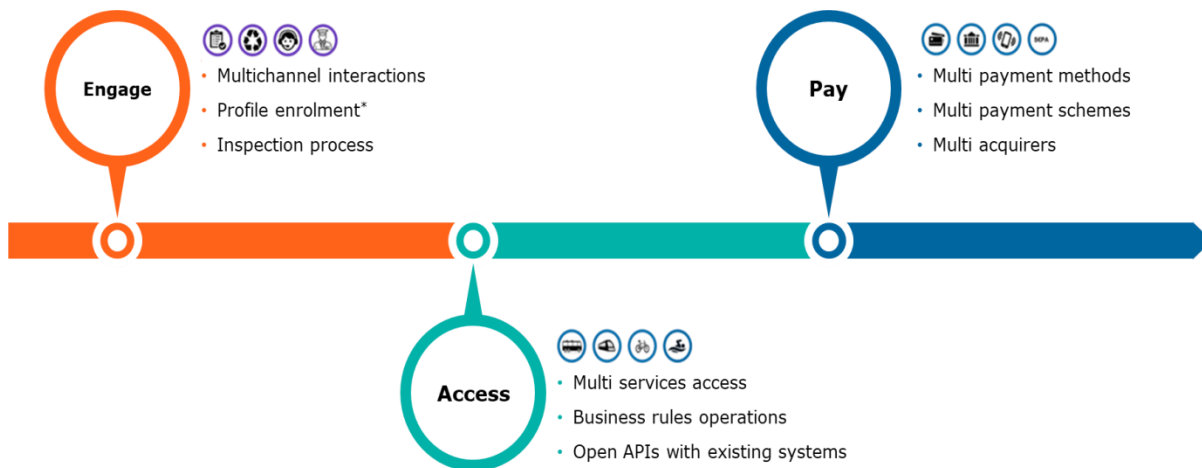 Engage
• Multichannel interactions
• Profile enrolment*
• Inspection process
Pay
SEPA
• Multi payment methods
• Multi payment schemes
• Multi acquirers
Access
• Multi services access
• Business rules operations
• Open APIs with existing systems